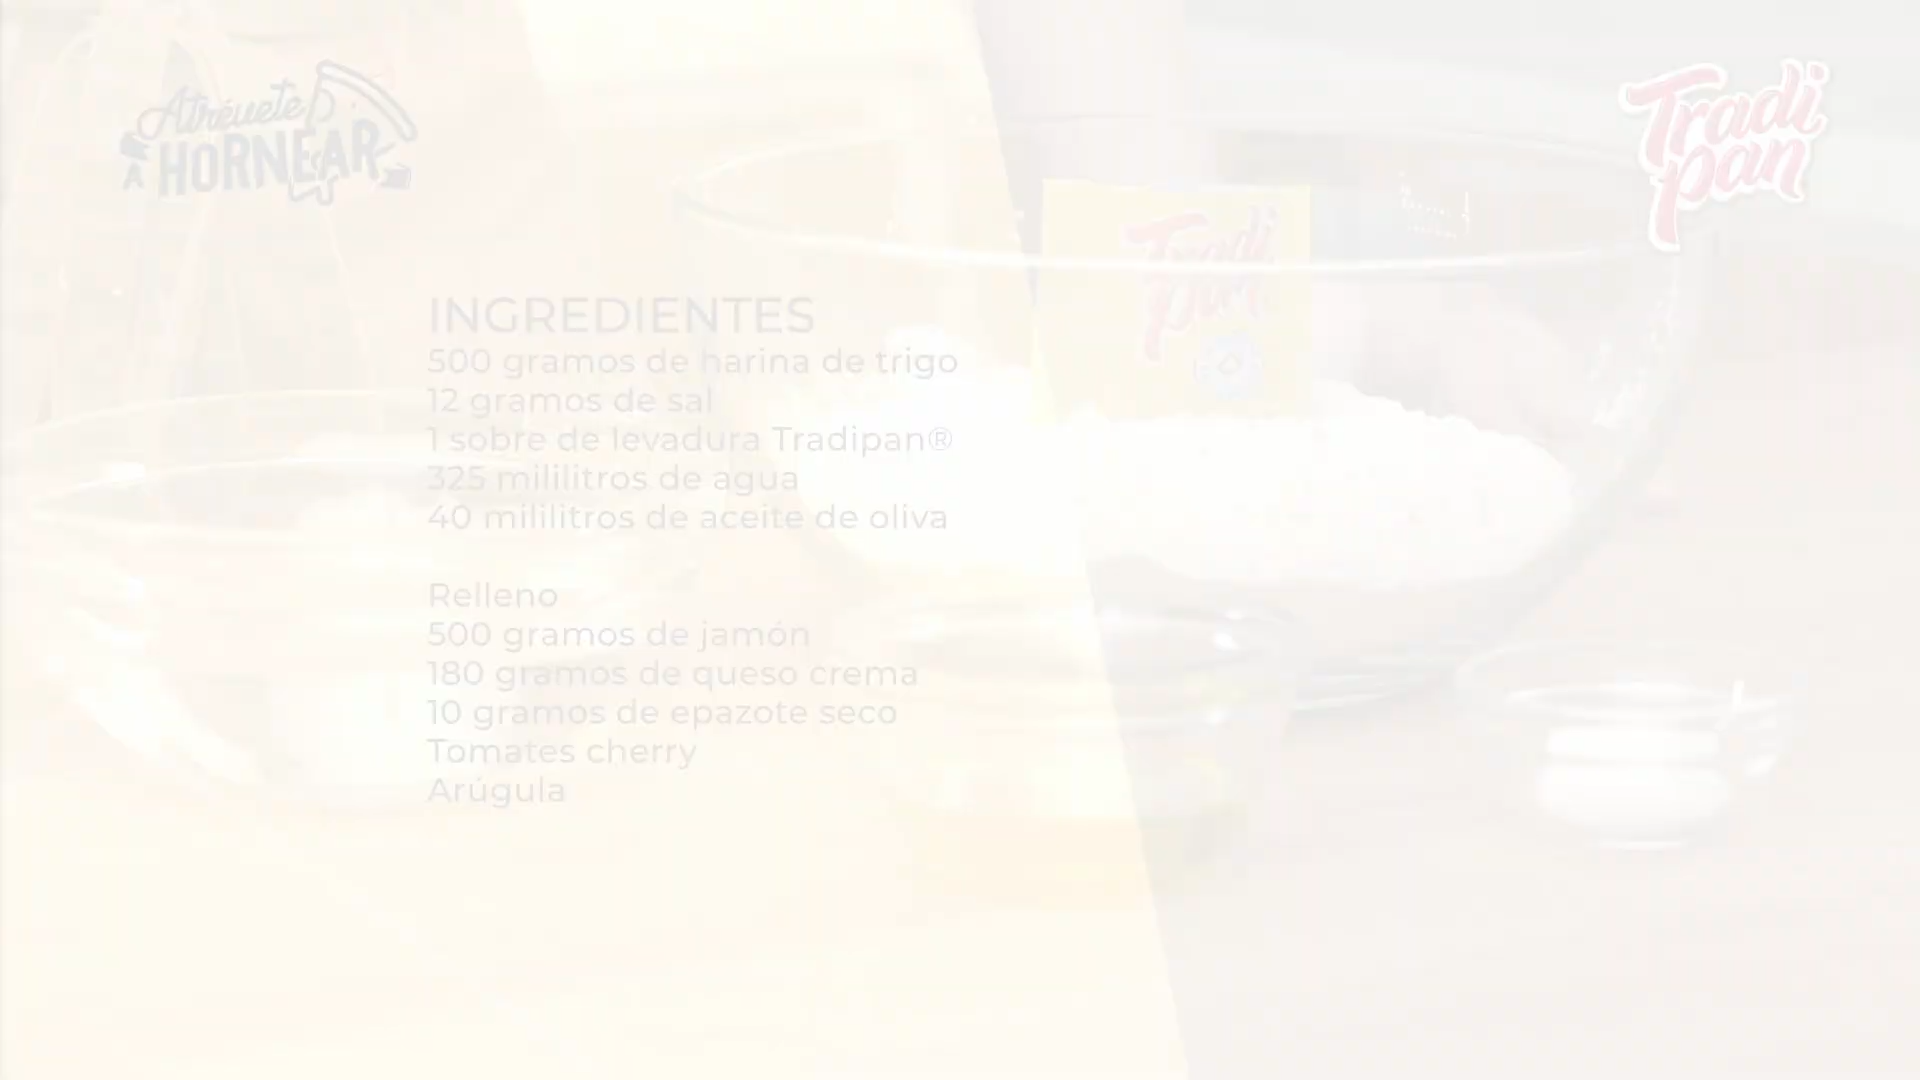 Atrévete
A HORNEAR
Tradi
pan
Tradi
pan
INGREDIENTES
500 gramos de harina de trigo
12 gramos de sal
1 sobre de levadura Tradipan®
325 mililitros de agua
40 mililitros de aceite de oliva
Relleno
500 gramos de jamón
180 gramos de queso crema
10 gramos de epazote seco
Tomates cherry
Arúgula